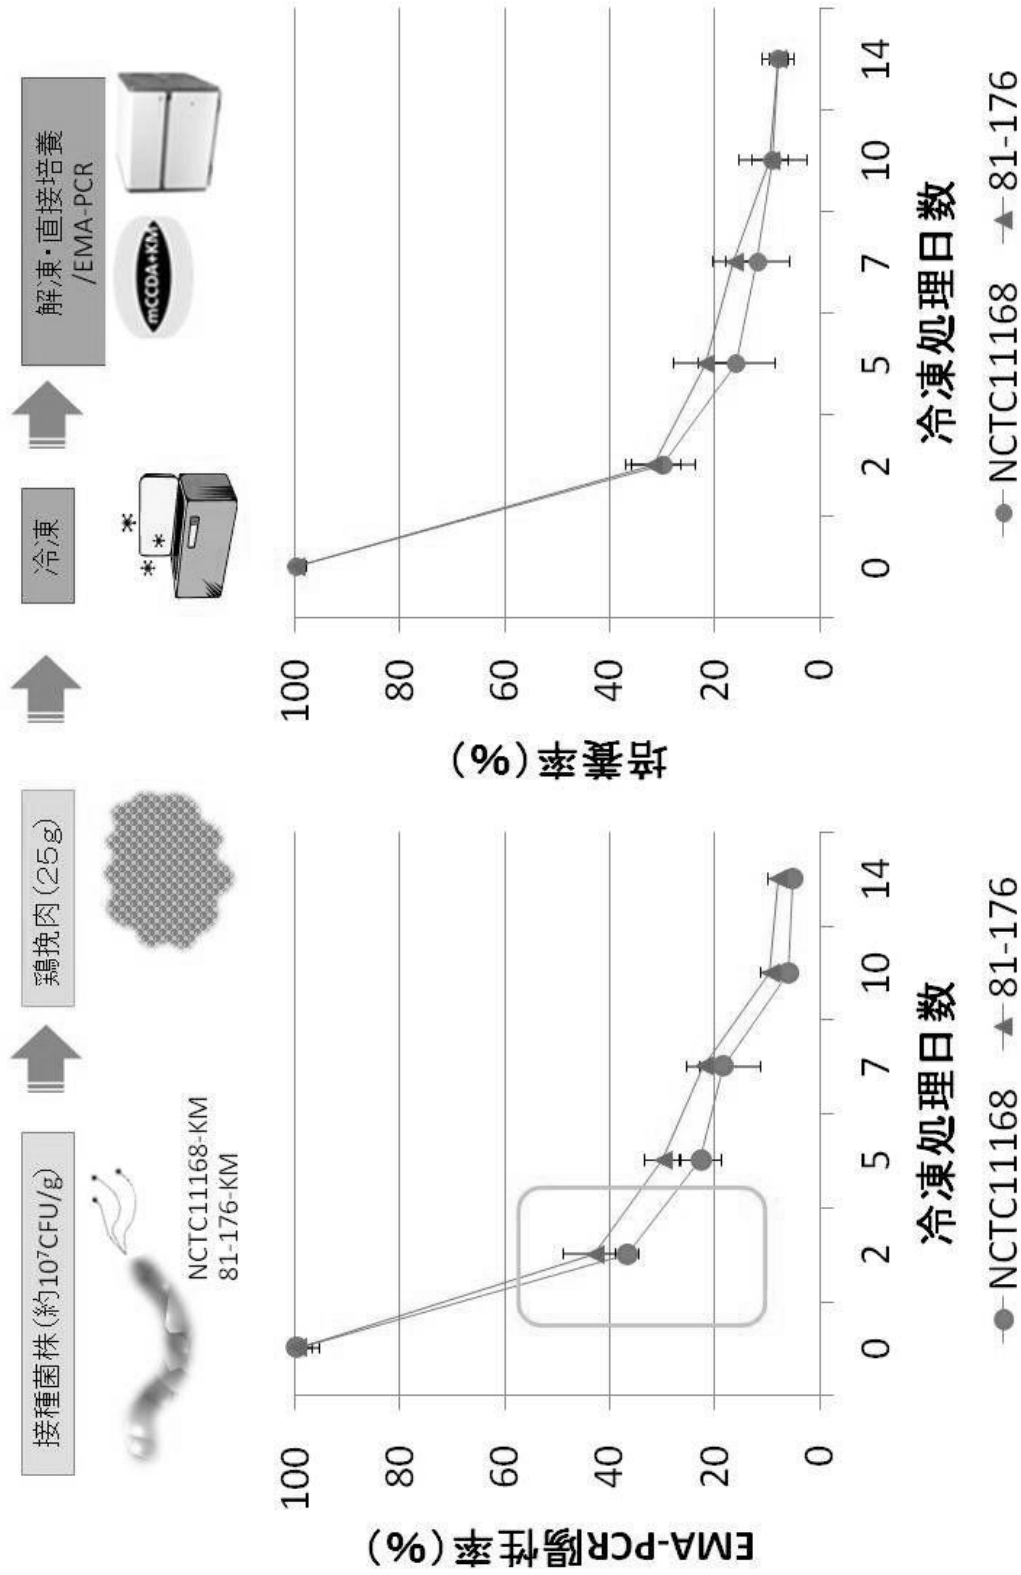 接種菌株(約10⁷CFU/g)
鶏挽肉(25g)
冷凍
解凍・直接培養
/EMA-PCR
NCTC11168-KM
81-176-KM
mCCDA+KM
EMA-PCR陽性率(%)
100
80
60
40
20
0
0 2 5 7 10 14
冷凍処理日数
NCTC11168 81-176
培養率(%)
100
80
60
40
20
0
0 2 5 7 10 14
冷凍処理日数
NCTC11168 81-176